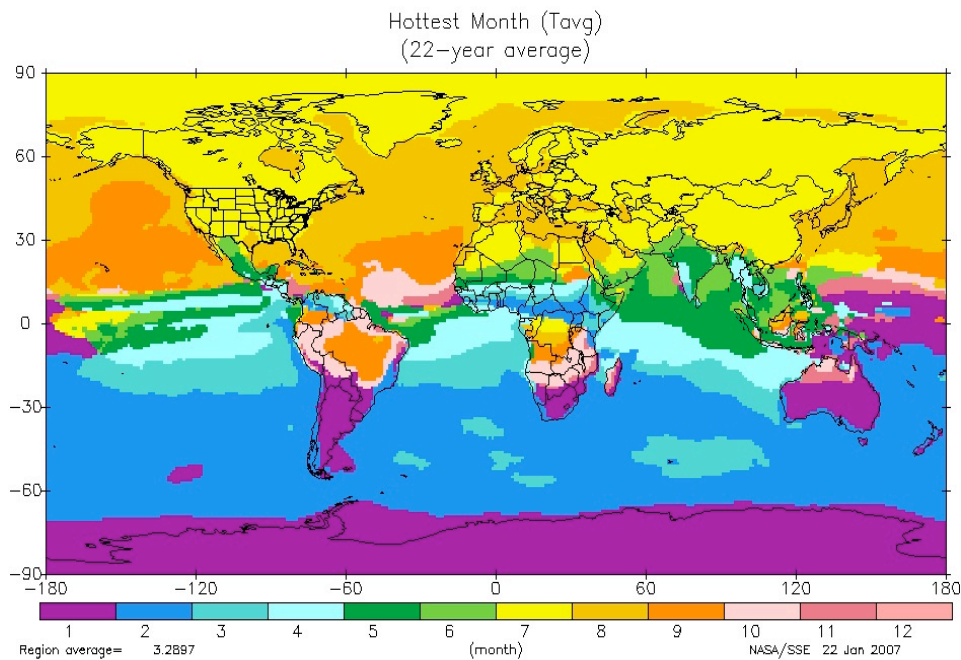 Hottest Month (Tavg)
(22-year average)
90
60
30
0
-30
-60
-90
-180 -120 -60 0 60 120 180
1 2 3 4 5 6 7 8 9 10 11 12
Region average= 3.2897 (month) NASA/SSE 22 Jan 2007